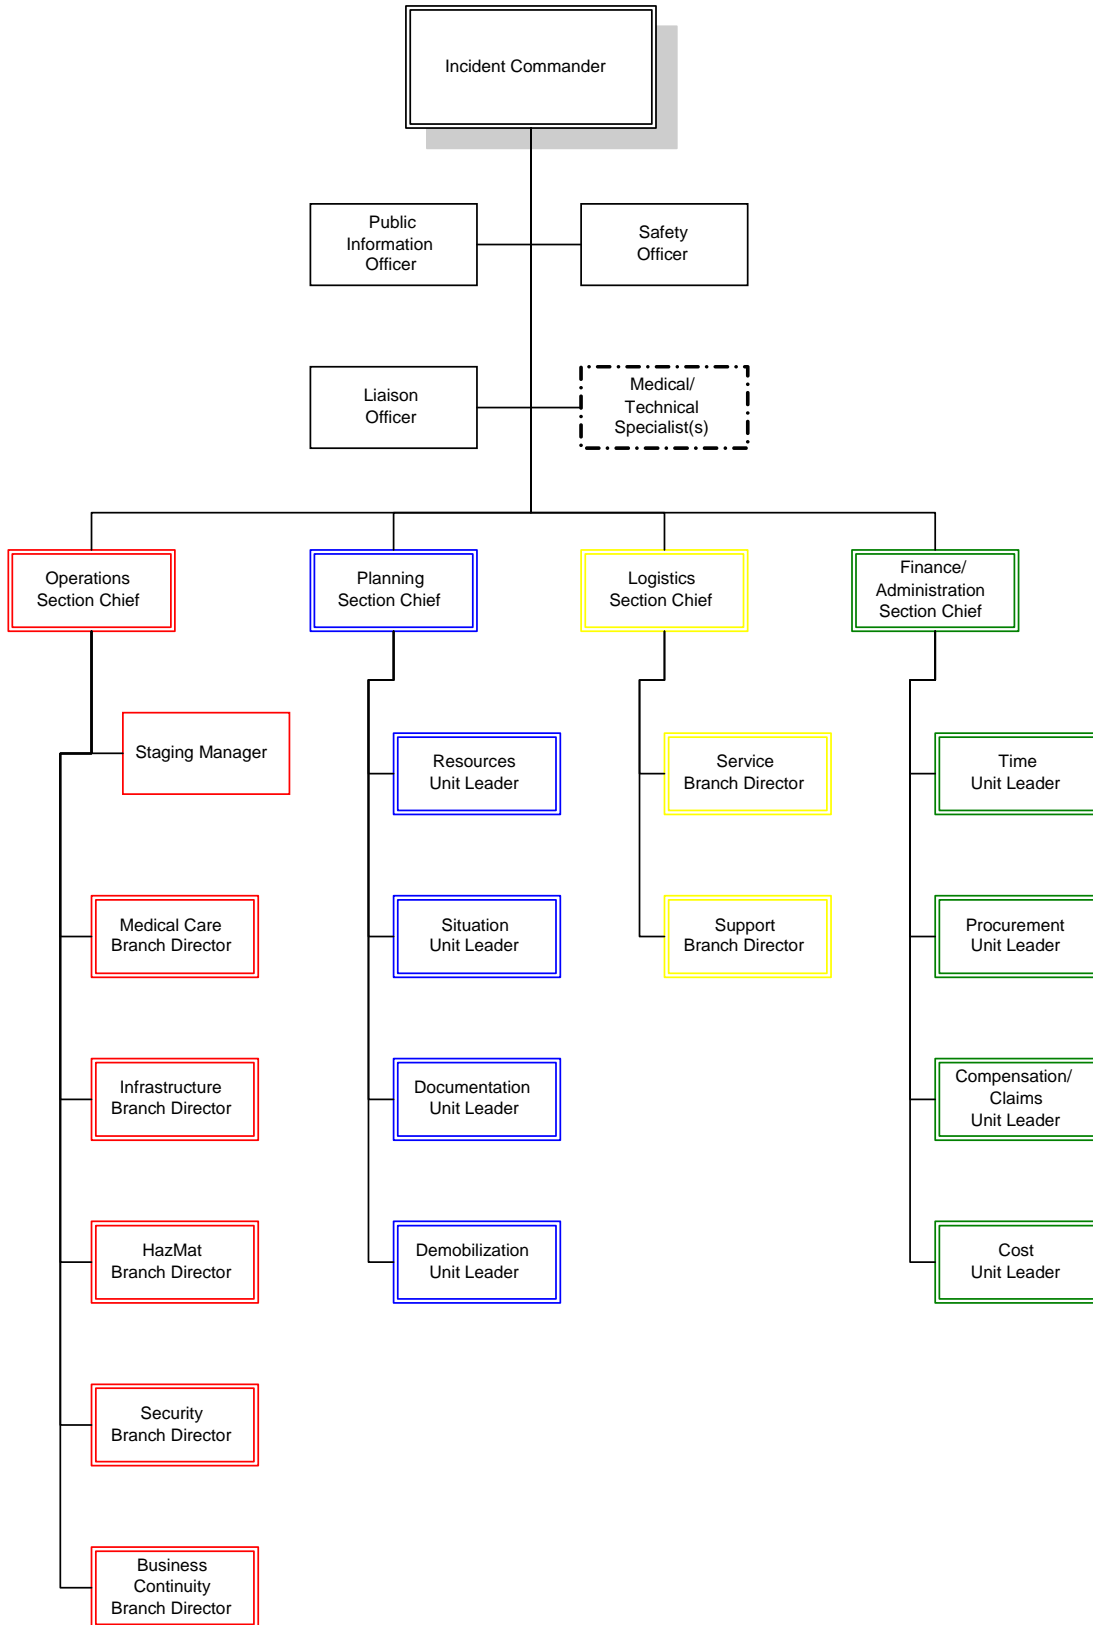 Incident Commander
Public
Information
Officer
Safety
Officer
Liaison
Officer
Medical/
Technical
Specialist(s)
Operations
Section Chief
Planning
Section Chief
Logistics
Section Chief
Finance/
Administration
Section Chief
Staging Manager
Resources
Unit Leader
Service
Branch Director
Time
Unit Leader
Medical Care
Branch Director
Situation
Unit Leader
Support
Branch Director
Procurement
Unit Leader
Infrastructure
Branch Director
Documentation
Unit Leader
Compensation/
Claims
Unit Leader
HazMat
Branch Director
Demobilization
Unit Leader
Cost
Unit Leader
Security
Branch Director
Business
Continuity
Branch Director